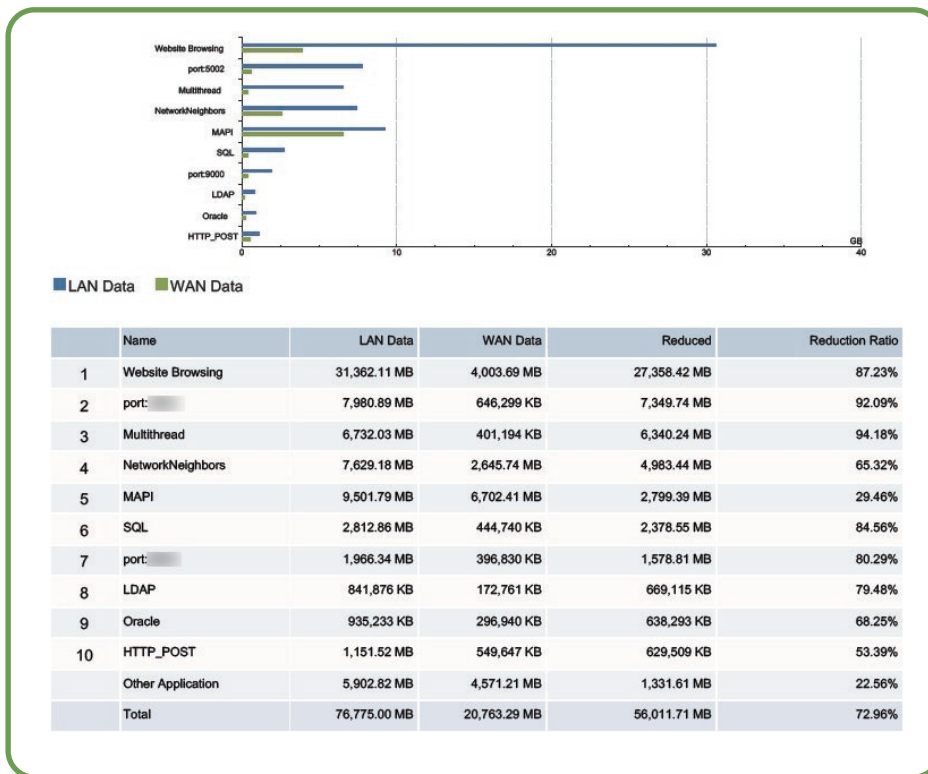 Website Browsing
port:5002
Multithread
NetworkNeighbors
MAPI
SQL
port:9000
LDAP
Oracle
HTTP_POST
GB
0 10 20 30 40
LAN Data WAN Data
Name LAN Data WAN Data Reduced Reduction Ratio
1 Website Browsing 31,362.11 MB 4,003.69 MB 27,358.42 MB 87.23%
2 port: 7,980.89 MB 646,299 KB 7,349.74 MB 92.09%
3 Multithread 6,732.03 MB 401,194 KB 6,340.24 MB 94.18%
4 NetworkNeighbors 7,629.18 MB 2,645.74 MB 4,983.44 MB 65.32%
5 MAPI 9,501.79 MB 6,702.41 MB 2,799.39 MB 29.46%
6 SQL 2,812.86 MB 444,740 KB 2,378.55 MB 84.56%
7 port: 1,966.34 MB 396,830 KB 1,578.81 MB 80.29%
8 LDAP 841,876 KB 172,761 KB 669,115 KB 79.48%
9 Oracle 935,233 KB 296,940 KB 638,293 KB 68.25%
10 HTTP_POST 1,151.52 MB 549,647 KB 629,509 KB 53.39%
Other Application 5,902.82 MB 4,571.21 MB 1,331.61 MB 22.56%
Total 76,775.00 MB 20,763.29 MB 56,011.71 MB 72.96%